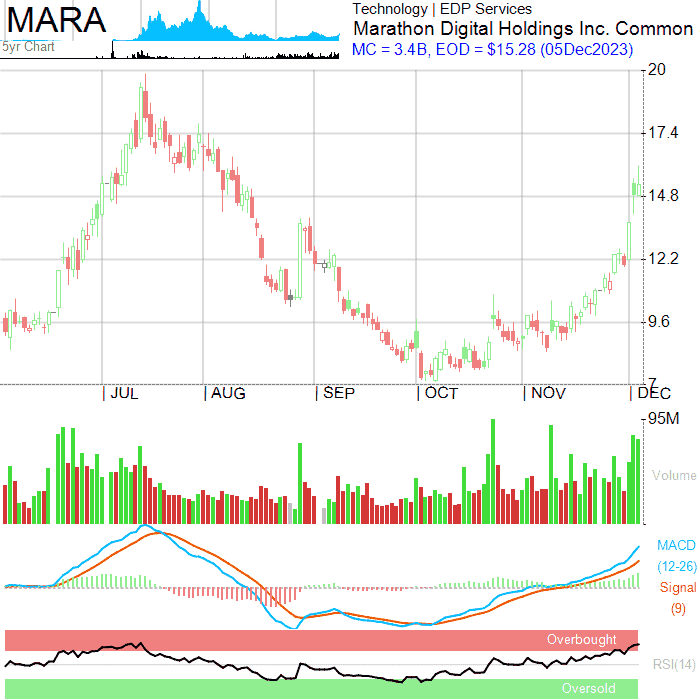 MARA
5yr Chart
Technology | EDP Services
Marathon Digital Holdings Inc. Common
MC = 3.4B, EOD = $15.28 (05Dec2023)
20
17.4
14.8
12.2
9.6
7
| JUL | AUG | SEP | OCT | NOV | DEC
95M
Volume
MACD
(12-26)
Signal
(9)
Overbought
RSI(14)
Oversold